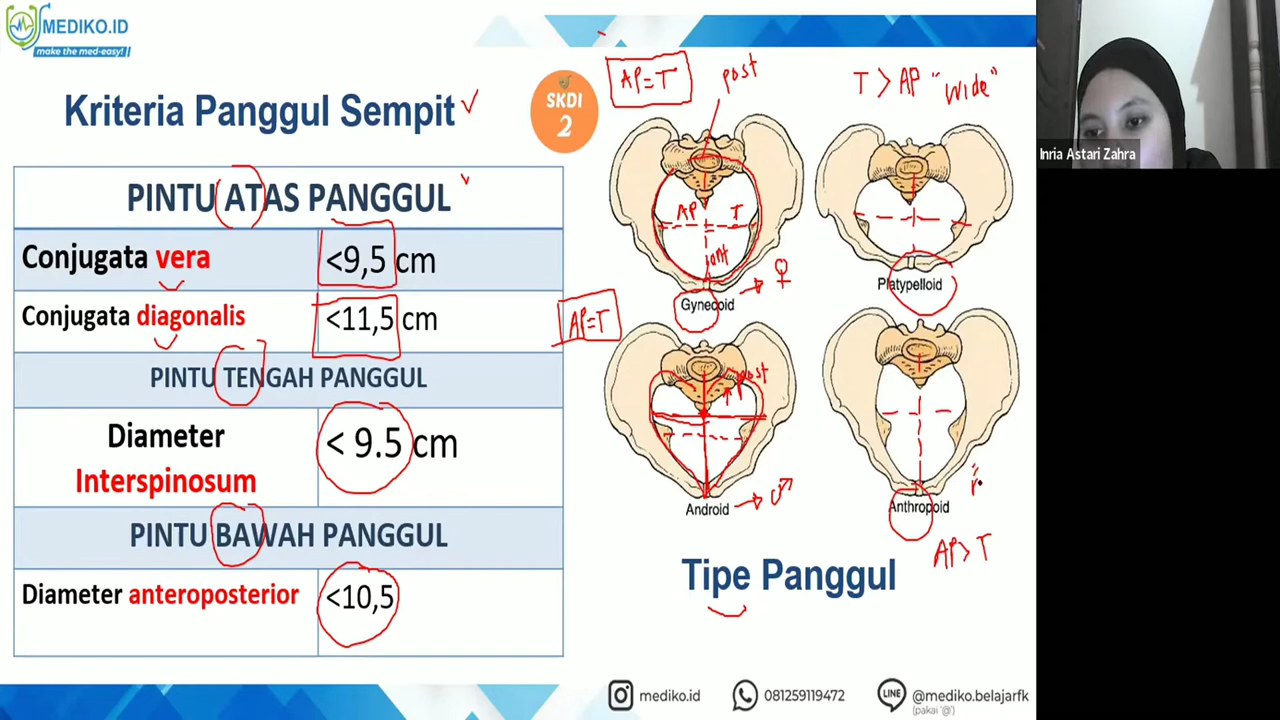 MEDIKO.ID
make the med-easy!
Kriteria Panggul Sempit
SKDI
2
PINTU ATAS PANGGUL
Conjugata vera
<9,5 cm
Conjugata diagonalis
<11,5 cm
PINTU TENGAH PANGGUL
Diameter
Interspinosum
< 9.5 cm
PINTU BAWAH PANGGUL
Diameter anteroposterior
<10,5
AP=T
post
T > AP "Wide"
AP
T
ant
Gynecoid
Platypelloid
AP=T
post
Android
Anthropoid
AP > T
Tipe Panggul
mediko.id
081259119472
LINE
@mediko.belajarfk
(pakai '@')
Inria Astari Zahra